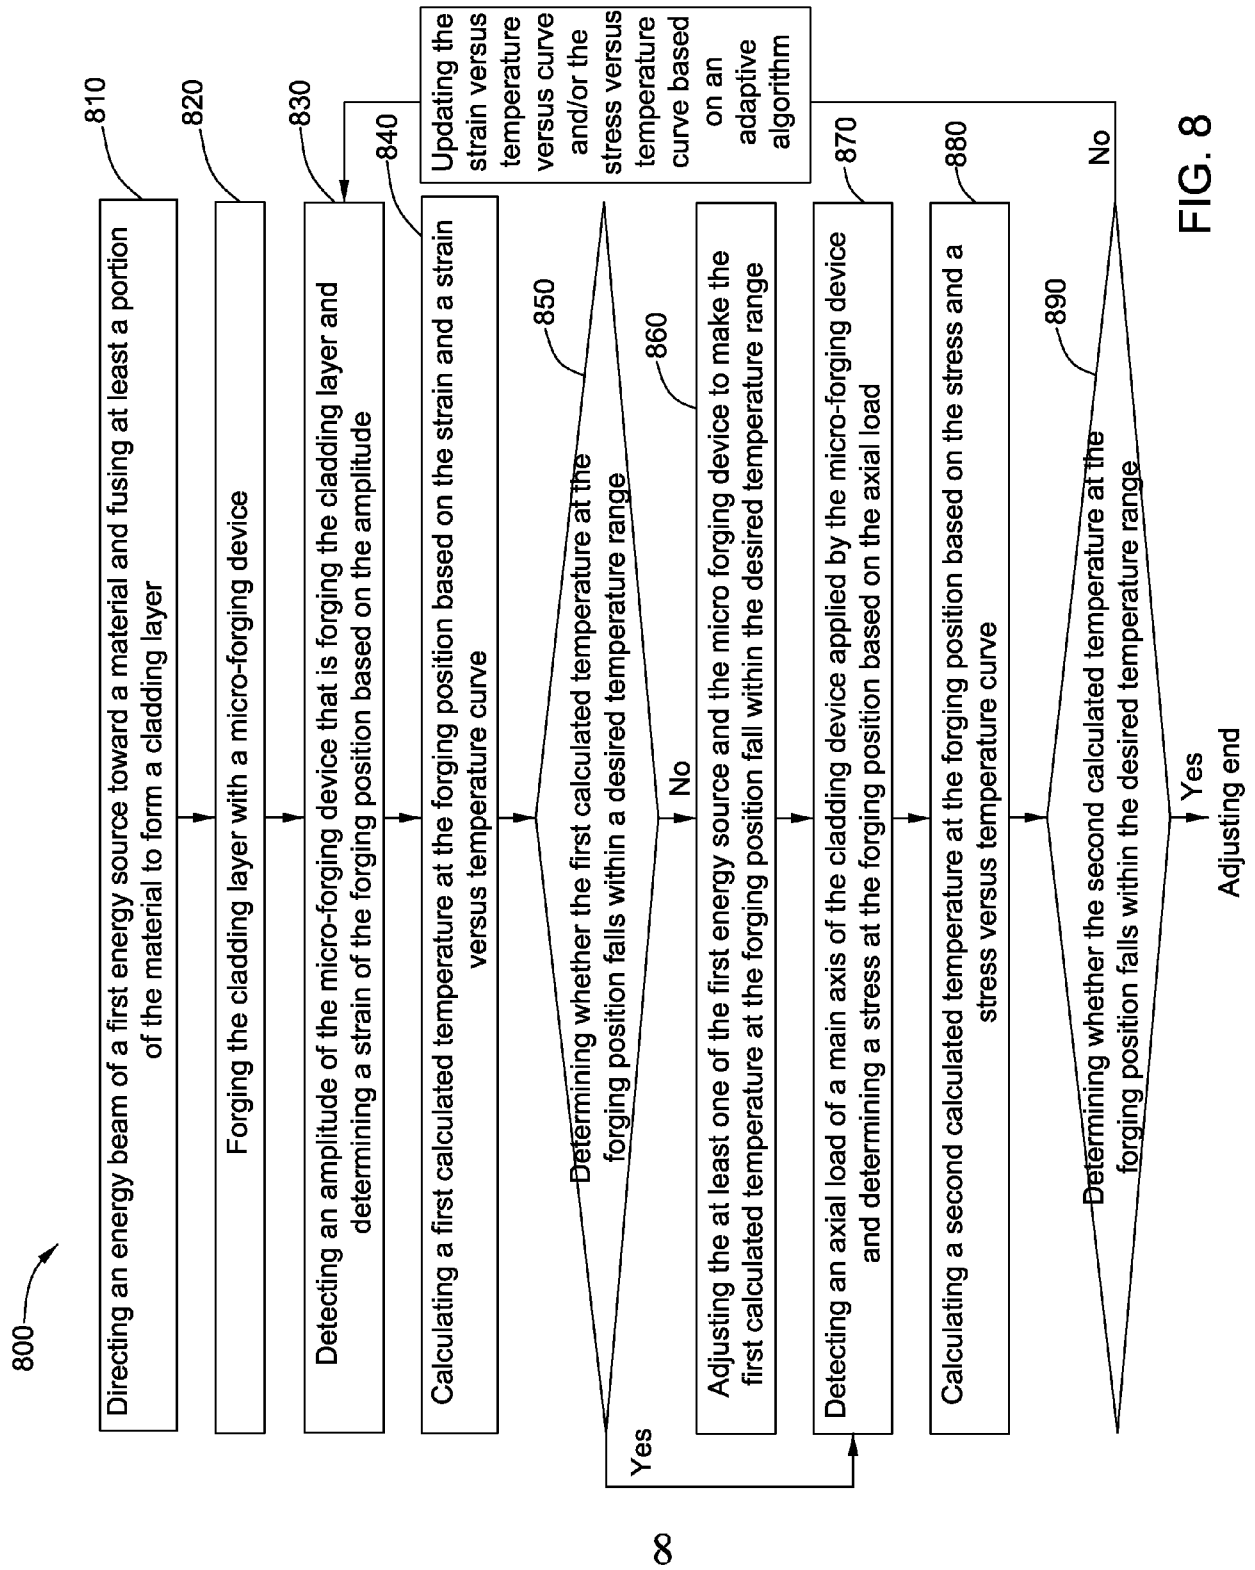 800
810
Directing an energy beam of a first energy source toward a material and fusing at least a portion
of the material to form a cladding layer
820
Forging the cladding layer with a micro-forging device
830
Detecting an amplitude of the micro-forging device that is forging the cladding layer and
determining a strain of the forging position based on the amplitude
840
Calculating a first calculated temperature at the forging position based on the strain and a strain
versus temperature curve
850
Determining whether the first calculated temperature at the
forging position falls within a desired temperature range
Yes
No
860
Adjusting the at least one of the first energy source and the micro forging device to make the
first calculated temperature at the forging position fall within the desired temperature range
870
Detecting an axial load of a main axis of the cladding device applied by the micro-forging device
and determining a stress at the forging position based on the axial load
880
Calculating a second calculated temperature at the forging position based on the stress and a
stress versus temperature curve
890
Determining whether the second calculated temperature at the
forging position falls within the desired temperature range
No
Updating the
strain versus
temperature
versus curve
and/or the
stress versus
temperature
curve based
on an
adaptive
algorithm
Yes
Adjusting end
FIG. 8
8